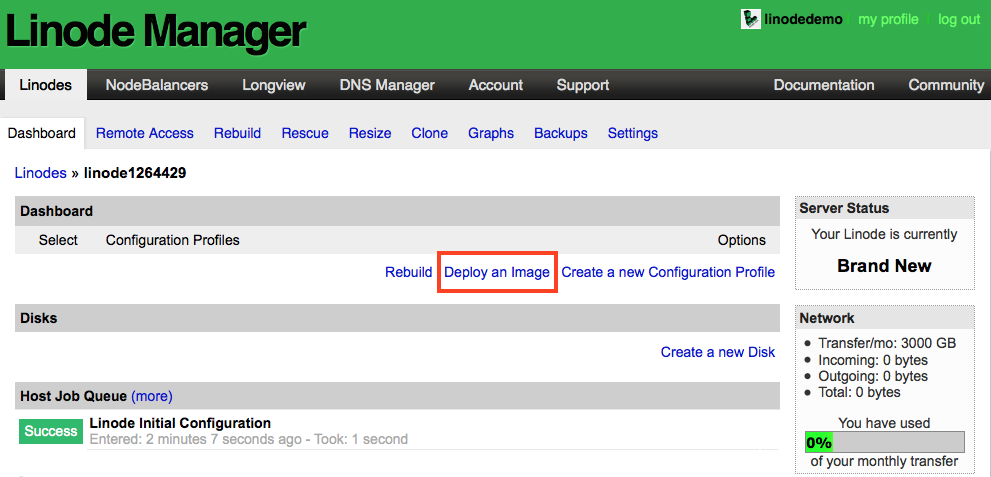 Linode Manager
linodedemo my profile log out
Linodes NodeBalancers Longview DNS Manager Account Support Documentation Community
Dashboard Remote Access Rebuild Rescue Resize Clone Graphs Backups Settings
Linodes » linode1264429
Dashboard
Select Configuration Profiles Options
Rebuild Deploy an Image Create a new Configuration Profile
Disks
Create a new Disk
Host Job Queue (more)
Success
Linode Initial Configuration
Entered: 2 minutes 7 seconds ago - Took: 1 second
Server Status
Your Linode is currently
Brand New
Network
• Transfer/mo: 3000 GB
• Incoming: 0 bytes
• Outgoing: 0 bytes
• Total: 0 bytes
You have used
0%
of your monthly transfer